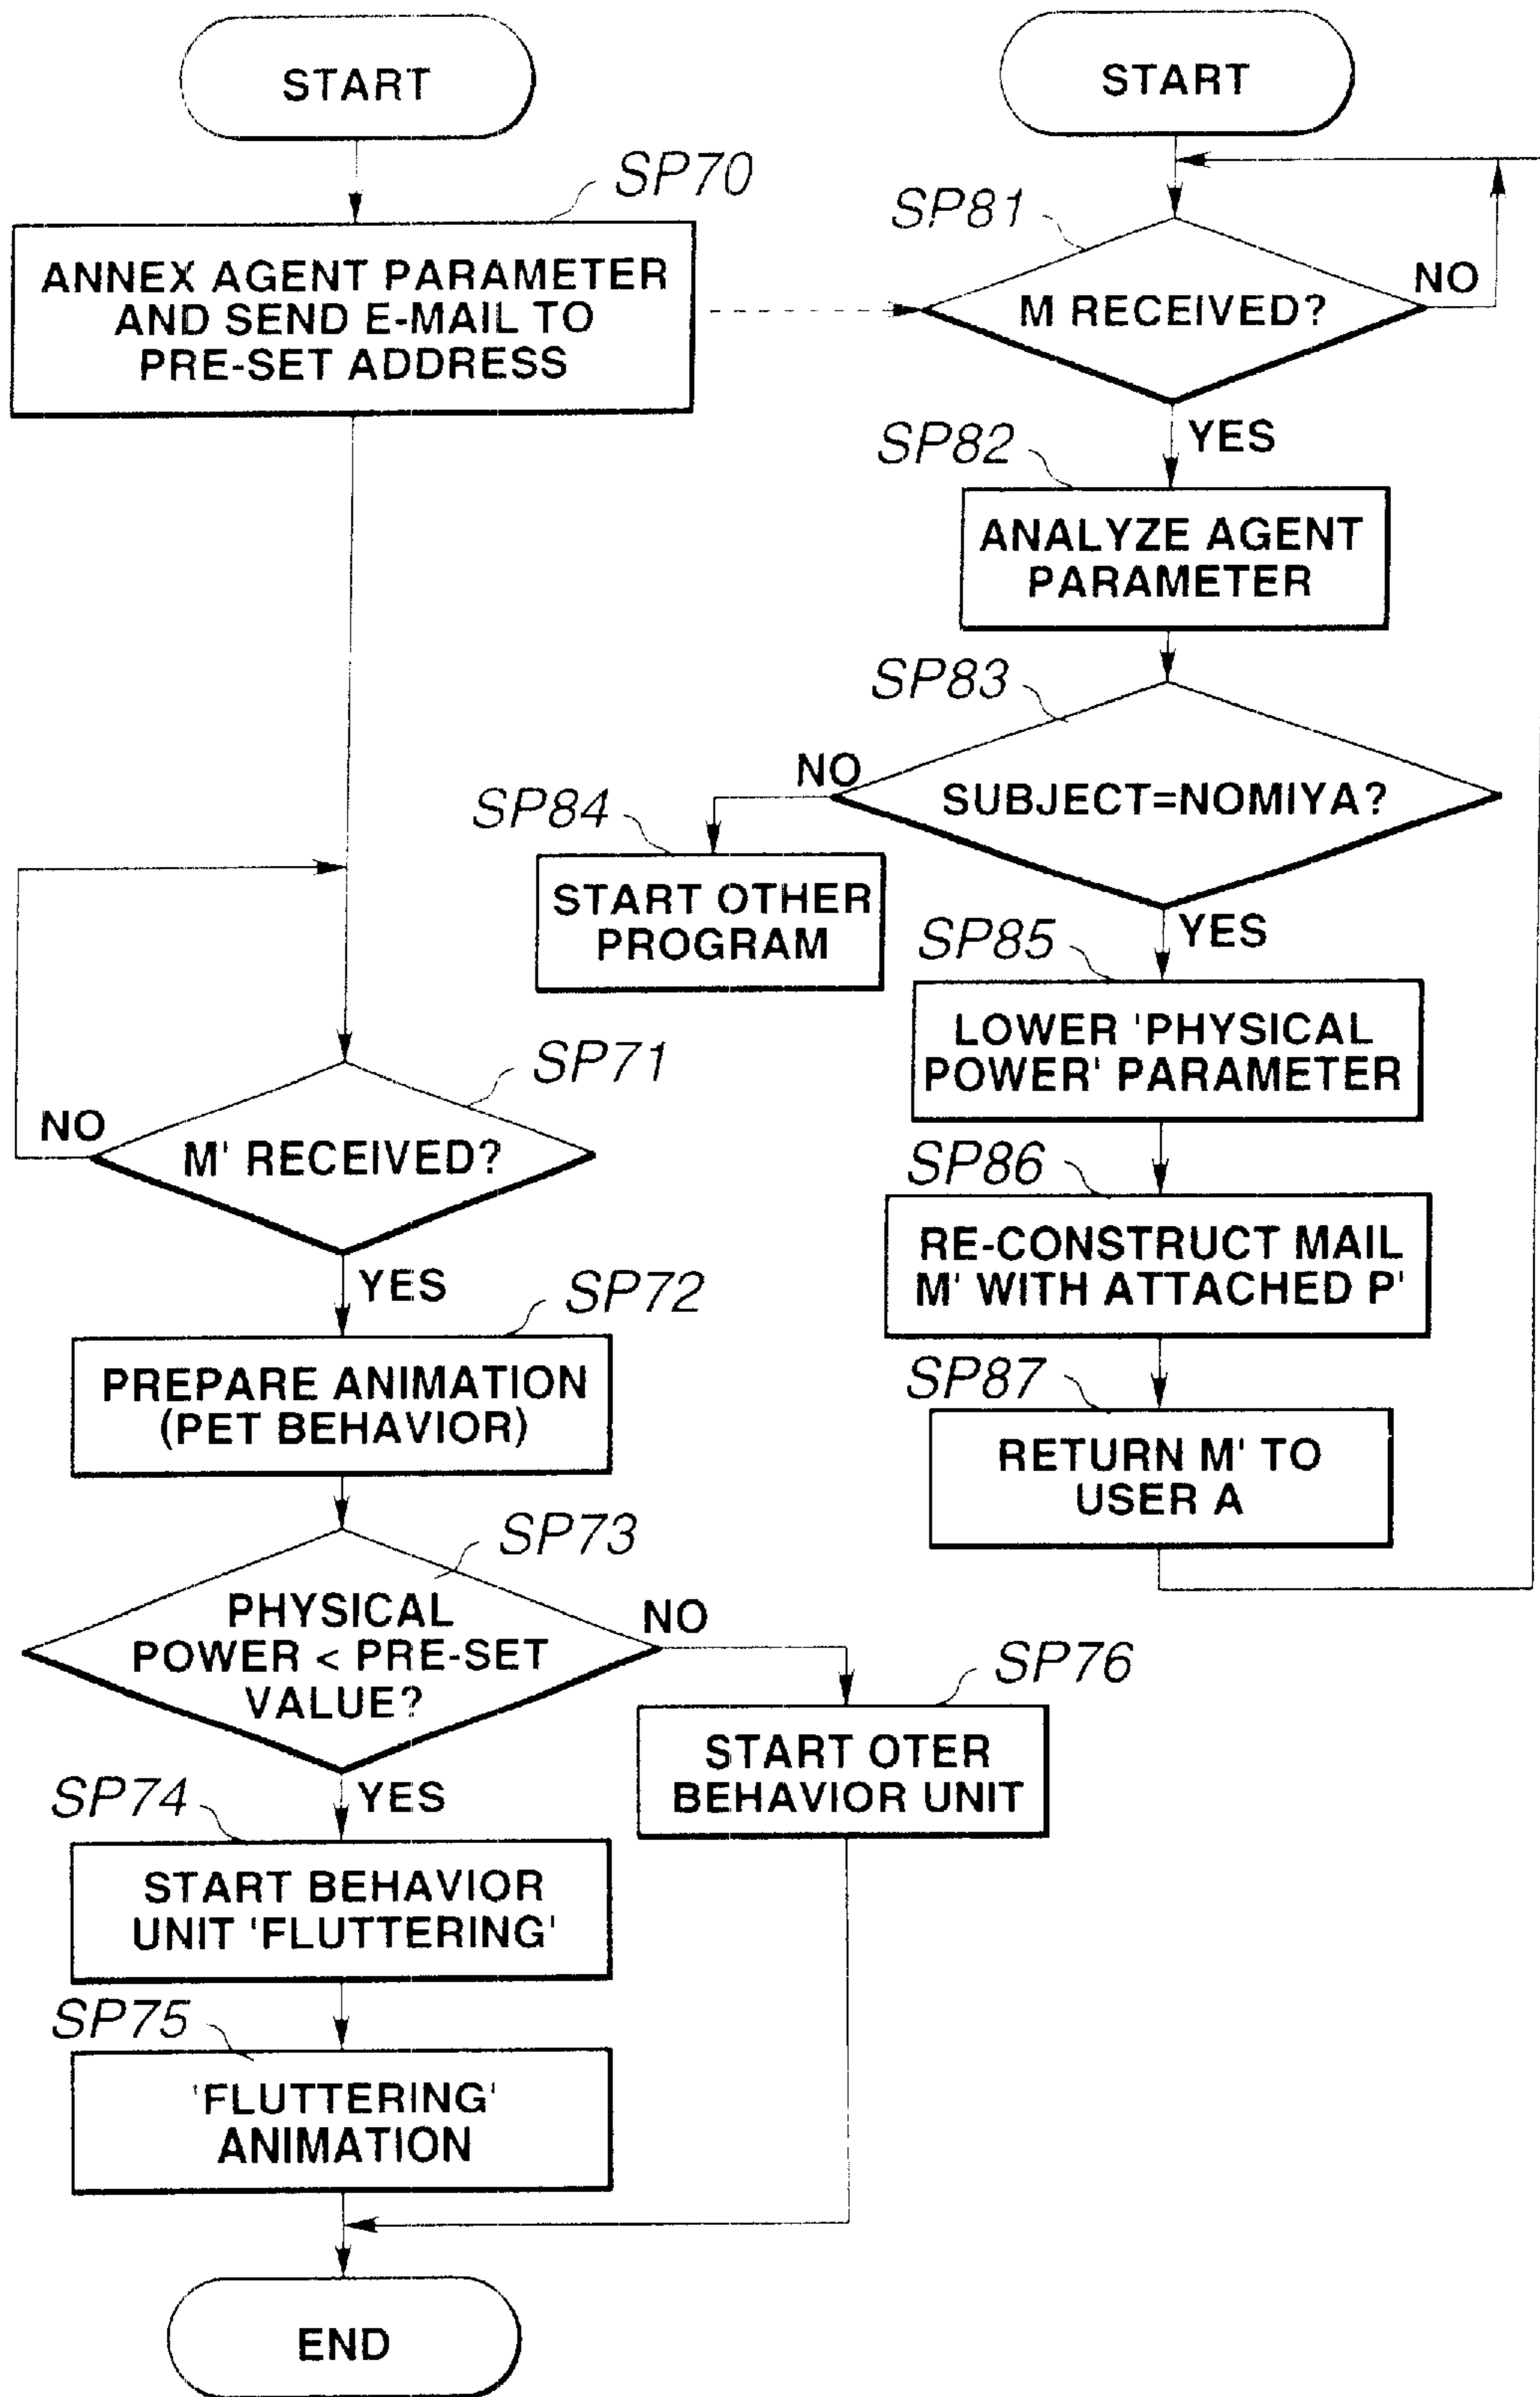 START
SP70
ANNEX AGENT PARAMETER
AND SEND E-MAIL TO
PRE-SET ADDRESS
SP71
M' RECEIVED?
NO
YES
SP72
PREPARE ANIMATION
(PET BEHAVIOR)
SP73
PHYSICAL
POWER < PRE-SET
VALUE?
NO
YES
SP74
START BEHAVIOR
UNIT 'FLUTTERING'
SP75
'FLUTTERING'
ANIMATION
SP76
START OTER
BEHAVIOR UNIT
END
START
SP81
M RECEIVED?
NO
YES
SP82
ANALYZE AGENT
PARAMETER
SP83
SUBJECT=NOMIYA?
NO
SP84
START OTHER
PROGRAM
YES
SP85
LOWER 'PHYSICAL
POWER' PARAMETER
SP86
RE-CONSTRUCT MAIL
M' WITH ATTACHED P'
SP87
RETURN M' TO
USER A